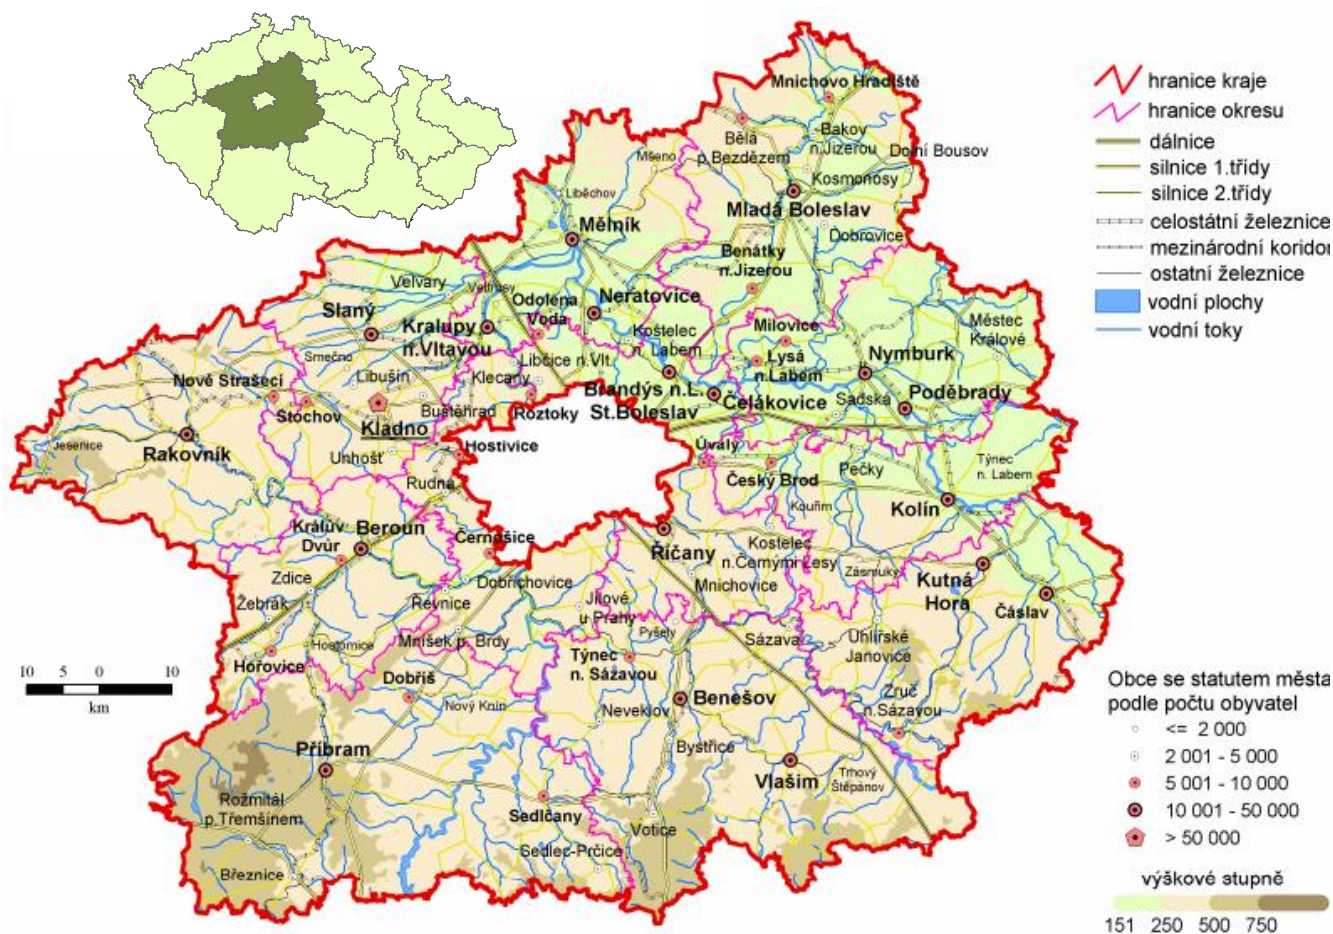 Mnichovo Hradiště
Bělá
p.Bezdězem
Bakov
n.Jizerou
Dolní Bousov
Mšeno
Kosmonosy
Liběchov
Mladá Boleslav
Mělník
Dobrovice
Benátky
n.Jizerou
Velvary
Veltrusy
Odolena
Voda
Neratovice
Slaný
Kralupy
n.Vltavou
Kostelec
n. Labem
Milovice
Městec
Králové
Smečno
Libčice n.Vlt.
Lysá
n.Labem
Nymburk
Nové Strašecí
Libušín
Klecany
Brandýs n.L.
St.Boleslav
Čelákovice
Poděbrady
Sadská
Stochov
Buštěhrad
Roztoky
Kladno
Hostivice
Jesenice
Rakovník
Unhošť
Úvaly
Pečky
Týnec
n. Labem
Rudná
Český Brod
Kouřim
Kolín
Králův
Dvůr
Beroun
Černošice
Říčany
Kostelec
n.Černými Lesy
Zásmuky
Kutná
Hora
Čáslav
Zdice
Dobřichovice
Mnichovice
Žebrák
Řevnice
Jílové
u Prahy
Hostomice
Mníšek p. Brdy
Pyšely
Sázava
Uhlířské
Janovice
Hořovice
Týnec
n. Sázavou
Dobříš
Nový Knín
Benešov
Zruč
n.Sázavou
Neveklov
Příbram
Bystřice
Vlašim
Trhový
Štěpánov
Rožmitál
p.Třemšínem
Sedlčany
Votice
Sedlec-Prčice
Březnice
hranice kraje
hranice okresu
dálnice
silnice 1.třídy
silnice 2.třídy
celostátní železnice
mezinárodní koridor
ostatní železnice
vodní plochy
vodní toky
10 5 0 10
km
Obce se statutem města
podle počtu obyvatel
<= 2 000
2 001 - 5 000
5 001 - 10 000
10 001 - 50 000
> 50 000
výškové stupně
151 250 500 750